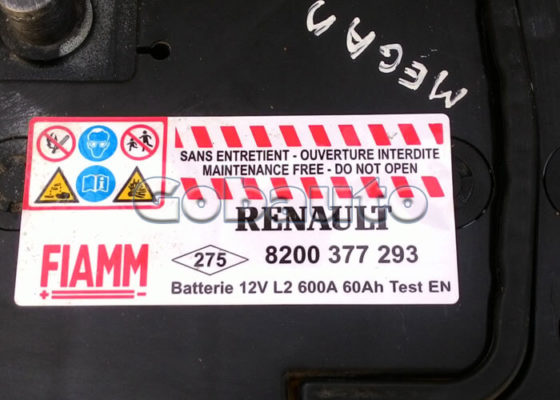 MEGAN
SANS ENTRETIENT - OUVERTURE INTERDITE
MAINTENANCE FREE - DO NOT OPEN
Gobauto
RENAULT
FIAMM
275
8200 377 293
Batterie 12V L2 600A 60Ah Test EN